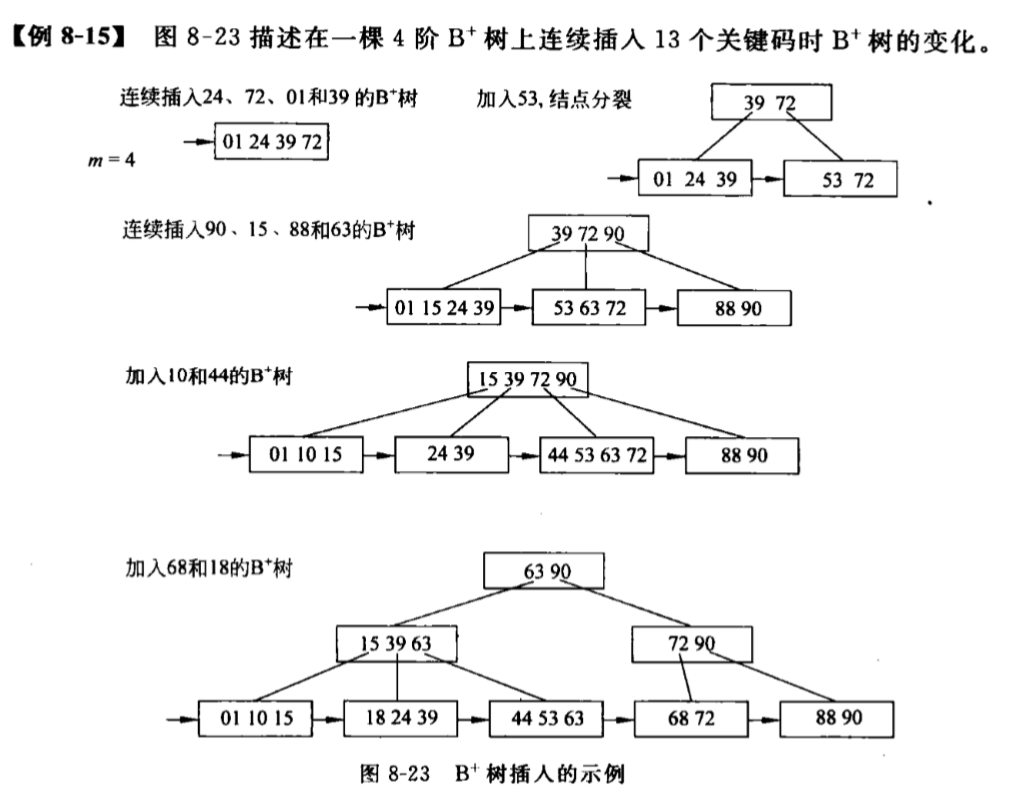 【例 8-15】 图 8-23 描述在一棵 4 阶 B⁺ 树上连续插入 13 个关键码时 B⁺ 树的变化。
连续插入24、72、01和39 的B⁺树
加入53, 结点分裂
39 72
01 24 39 72
m = 4
01 24 39
53 72
连续插入90、15、88和63的B⁺树
39 72 90
01 15 24 39
53 63 72
88 90
加入10和44的B⁺树
15 39 72 90
01 10 15
24 39
44 53 63 72
88 90
加入68和18的B⁺树
63 90
15 39 63
72 90
01 10 15
18 24 39
44 53 63
68 72
88 90
图 8-23 B⁺ 树插入的示例